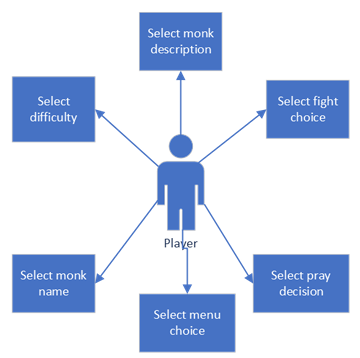 Select monk
description
Select
difficulty
Select fight
choice
Player
Select monk
name
Select pray
decision
Select menu
choice